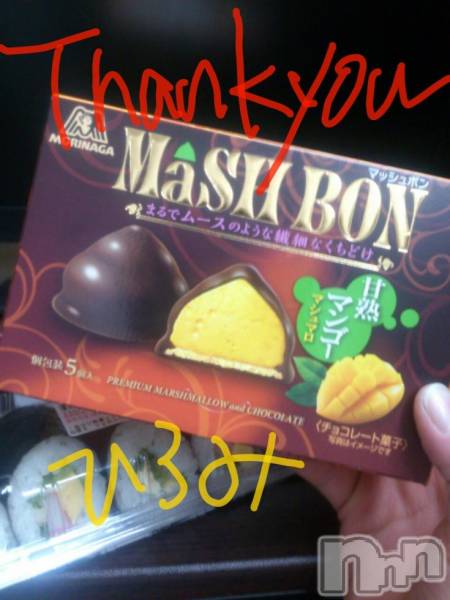 Thankyou
MORINAGA
マッシュボン
MaSH BON
まるでムースのような繊細なくちどけ
甘熟
マンゴー
マシュマロ
個包装5個入
PREMIUM MARSHMALLOW and CHOCOLATE
〈チョコレート菓子〉
写真はイメージです
ひろみ
nnn